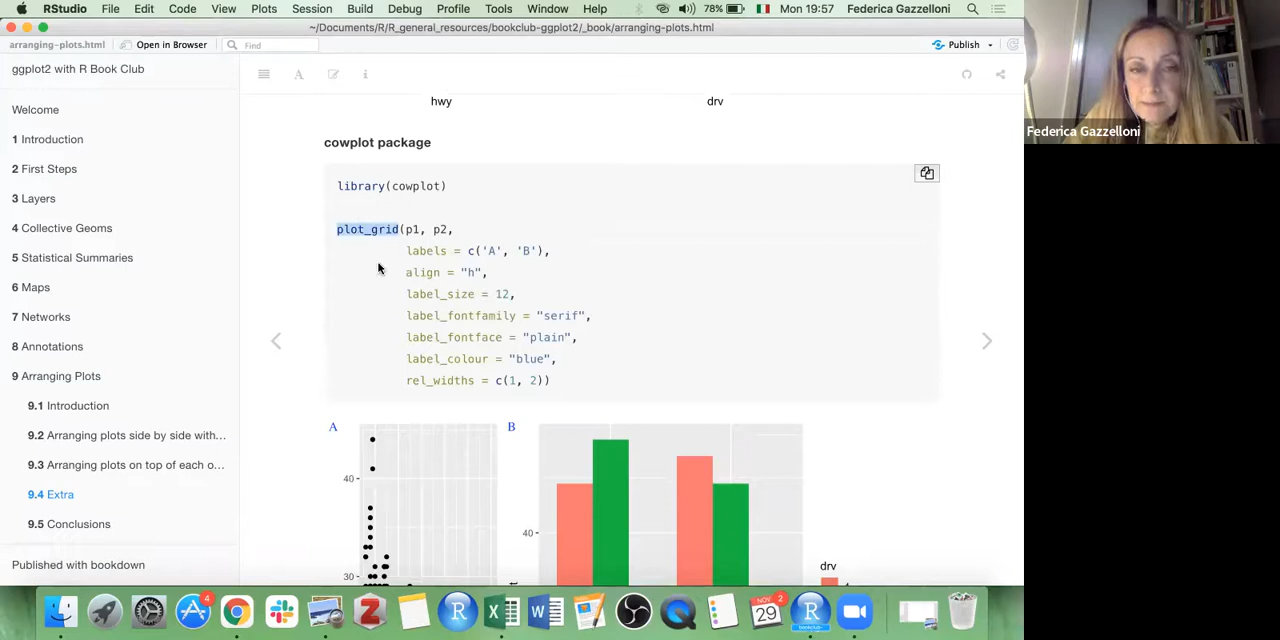 RStudio File Edit Code View Plots Session Build Debug Profile Tools Window Help 78% Mon 19:57 Federica Gazzelloni
~/Documents/R/R_general_resources/bookclub-ggplot2/_book/arranging-plots.html
arranging-plots.html Open in Browser Find Publish
ggplot2 with R Book Club
Welcome
1 Introduction
2 First Steps
3 Layers
4 Collective Geoms
5 Statistical Summaries
6 Maps
7 Networks
8 Annotations
9 Arranging Plots
9.1 Introduction
9.2 Arranging plots side by side with...
9.3 Arranging plots on top of each o...
9.4 Extra
9.5 Conclusions
Published with bookdown
hwy drv
cowplot package
library(cowplot)
plot_grid(p1, p2,
labels = c('A', 'B'),
align = "h",
label_size = 12,
label_fontfamily = "serif",
label_fontface = "plain",
label_colour = "blue",
rel_widths = c(1, 2))
A B
40
30
40
drv
Federica Gazzelloni
4
NOV 2
29